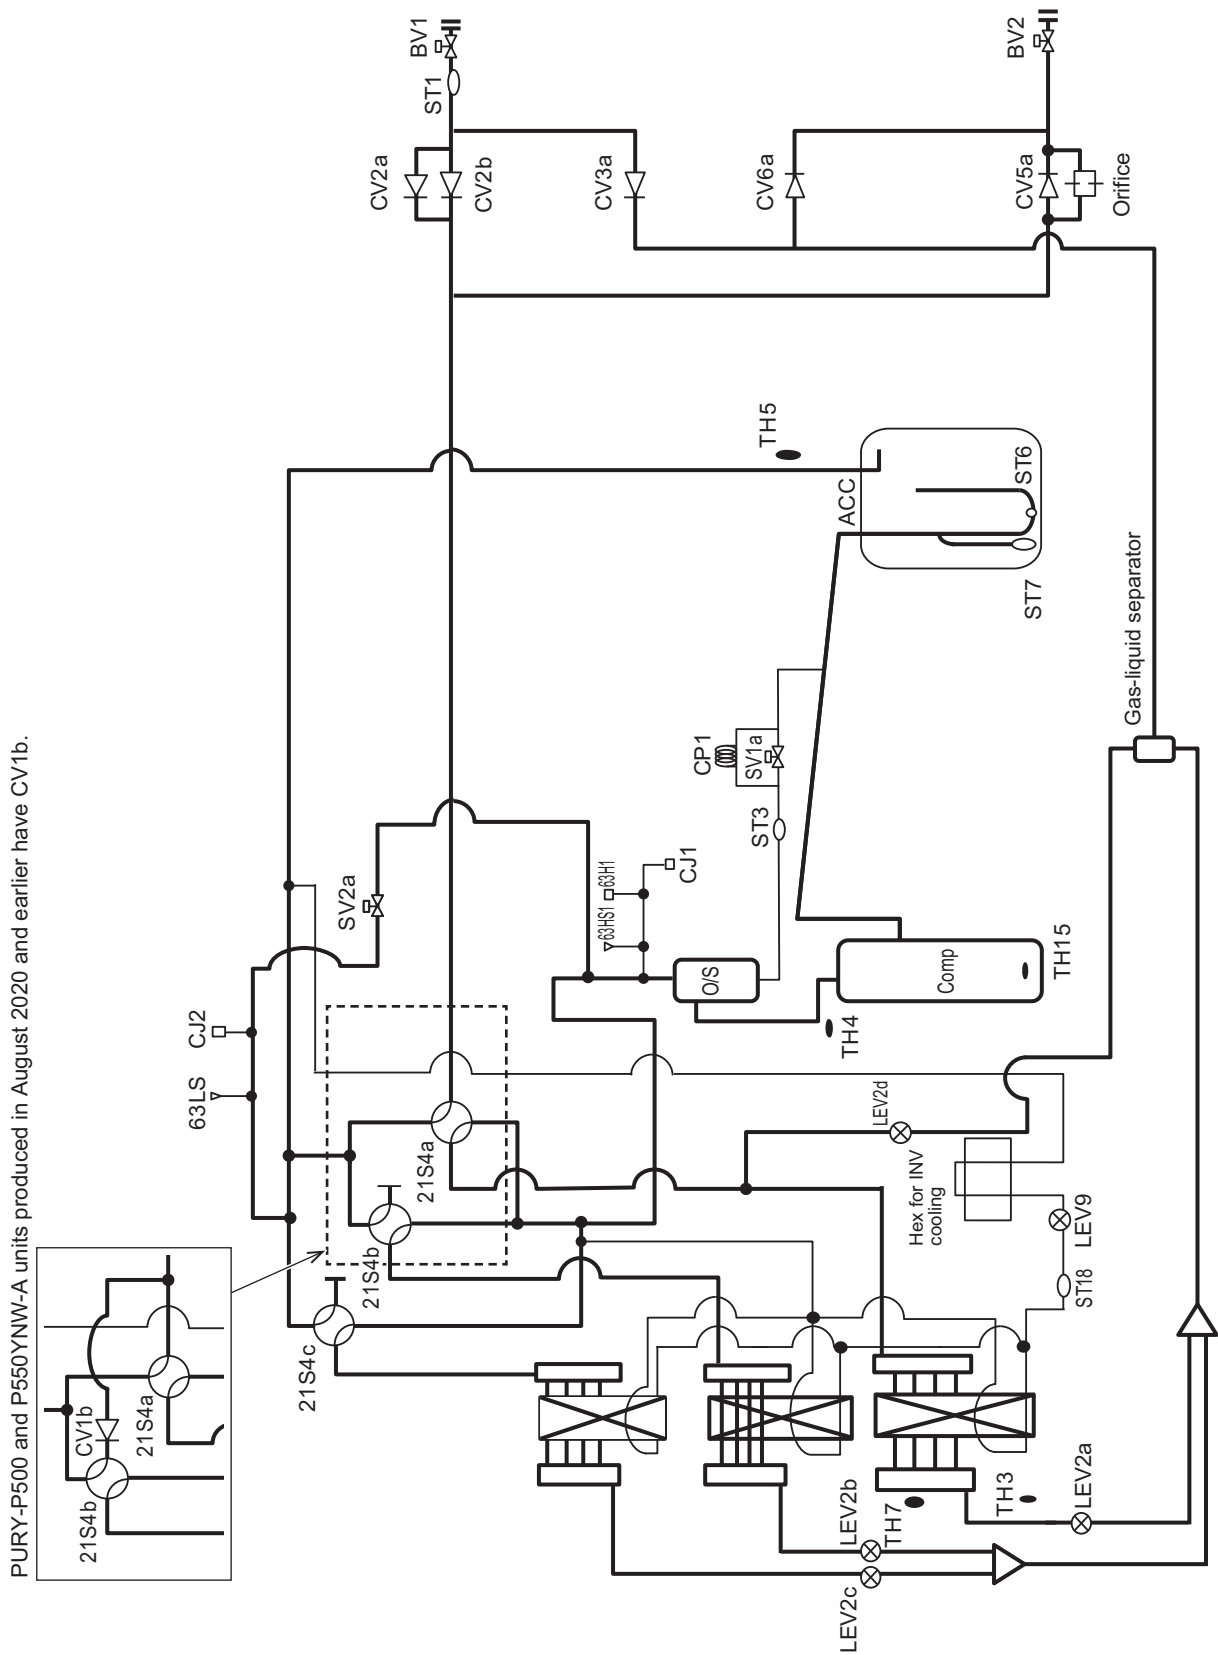 PURY-P500 and P550YNW-A units produced in August 2020 and earlier have CV1b.
21S4b
CV1b
21S4a
63LS
CJ2
SV2a
CV2a
CV2b
ST1
BV1
21S4c
21S4b
21S4a
63HS1
63H1
CJ1
O/S
ST3
CP1
SV1a
CV3a
CV6a
TH5
TH4
Comp
TH15
ACC
ST6
ST7
BV2
CV5a
Orifice
LEV2d
Hex for INV
cooling
LEV9
ST18
Gas-liquid separator
LEV2c
LEV2b
TH7
TH3
LEV2a